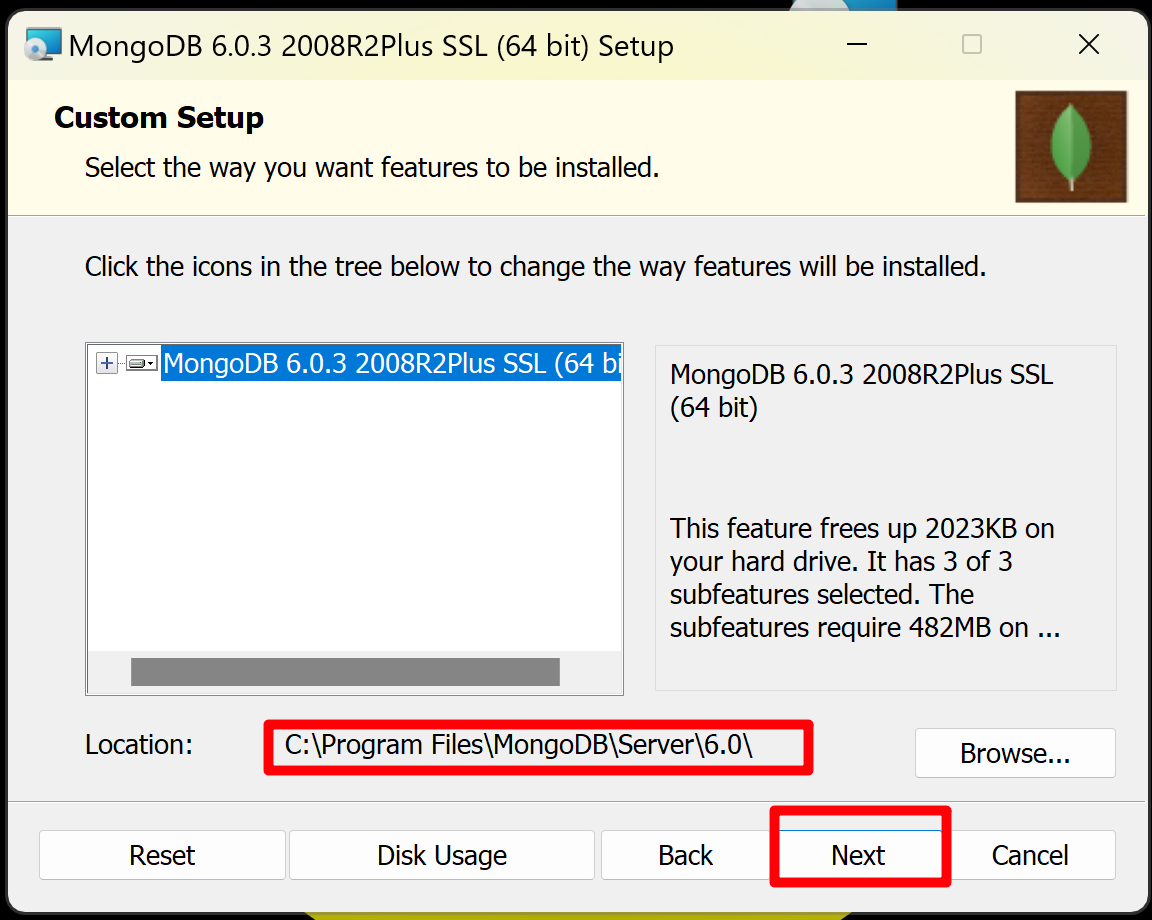 MongoDB 6.0.3 2008R2Plus SSL (64 bit) Setup
Custom Setup
Select the way you want features to be installed.
Click the icons in the tree below to change the way features will be installed.
MongoDB 6.0.3 2008R2Plus SSL (64 bi
MongoDB 6.0.3 2008R2Plus SSL
(64 bit)
This feature frees up 2023KB on
your hard drive. It has 3 of 3
subfeatures selected. The
subfeatures require 482MB on ...
Location:
C:\Program Files\MongoDB\Server\6.0\
Browse...
Reset
Disk Usage
Back
Next
Cancel